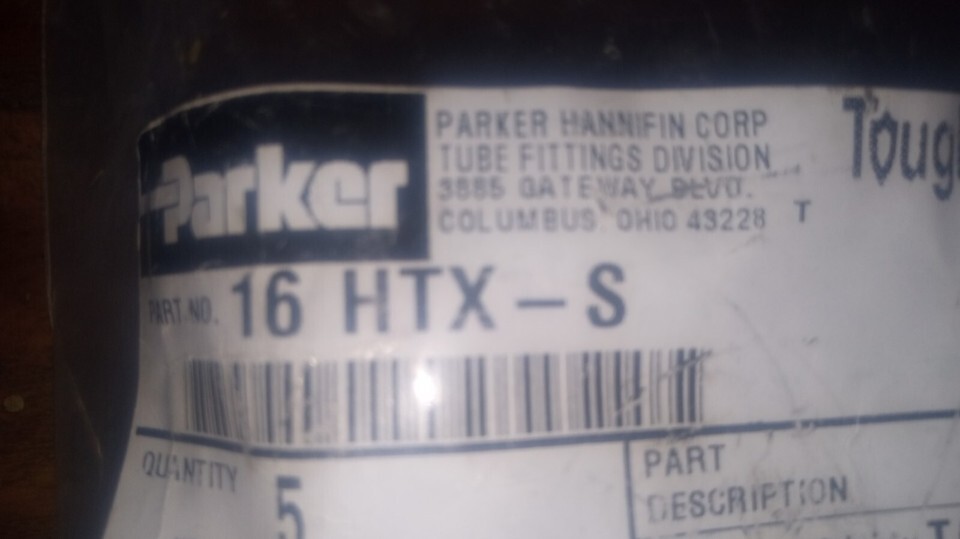 Parker
PARKER HANNIFIN CORP
TUBE FITTINGS DIVISION
3885 GATEWAY BLVD.
COLUMBUS, OHIO 43228 T
Toug
PART NO. 16 HTX - S
QUANTITY 5
PART
DESCRIPTION
T